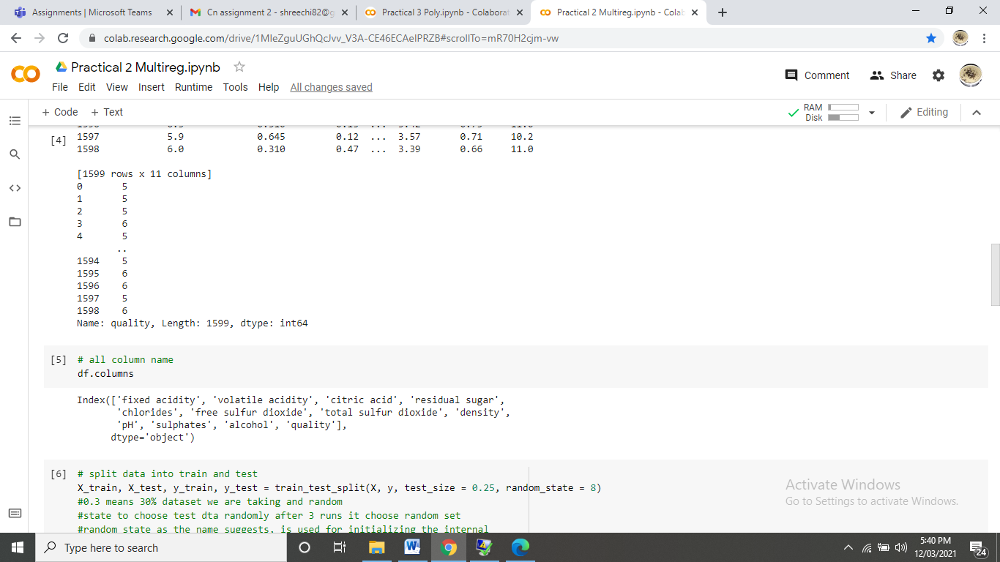 Assignments | Microsoft Teams
Cn assignment 2 - shreechi82@g
Practical 3 Poly.ipynb - Colaborat
Practical 2 Multireg.ipynb - Colab
colab.research.google.com/drive/1MleZguUGhQcJvv_V3A-CE46ECAeIPRZB#scrollTo=mR70H2cjm-vw
Practical 2 Multireg.ipynb
Comment
Share
File Edit View Insert Runtime Tools Help All changes saved
+ Code + Text
RAM
Disk
Editing
[4]
1597 5.9 0.645 0.12 ... 3.57 0.71 10.2
1598 6.0 0.310 0.47 ... 3.39 0.66 11.0
[1599 rows x 11 columns]
0 5
1 5
2 5
3 6
4 5
..
1594 5
1595 6
1596 6
1597 5
1598 6
Name: quality, Length: 1599, dtype: int64
[5] # all column name
df.columns
Index(['fixed acidity', 'volatile acidity', 'citric acid', 'residual sugar',
'chlorides', 'free sulfur dioxide', 'total sulfur dioxide', 'density',
'pH', 'sulphates', 'alcohol', 'quality'],
dtype='object')
[6] # split data into train and test
X_train, X_test, y_train, y_test = train_test_split(X, y, test_size = 0.25, random_state = 8)
#0.3 means 30% dataset we are taking and random
#state to choose test dta randomly after 3 runs it choose random set
#random state as the name suggests, is used for initializing the internal
Activate Windows
Go to Settings to activate Windows.
Type here to search
5:40 PM
12/03/2021
24